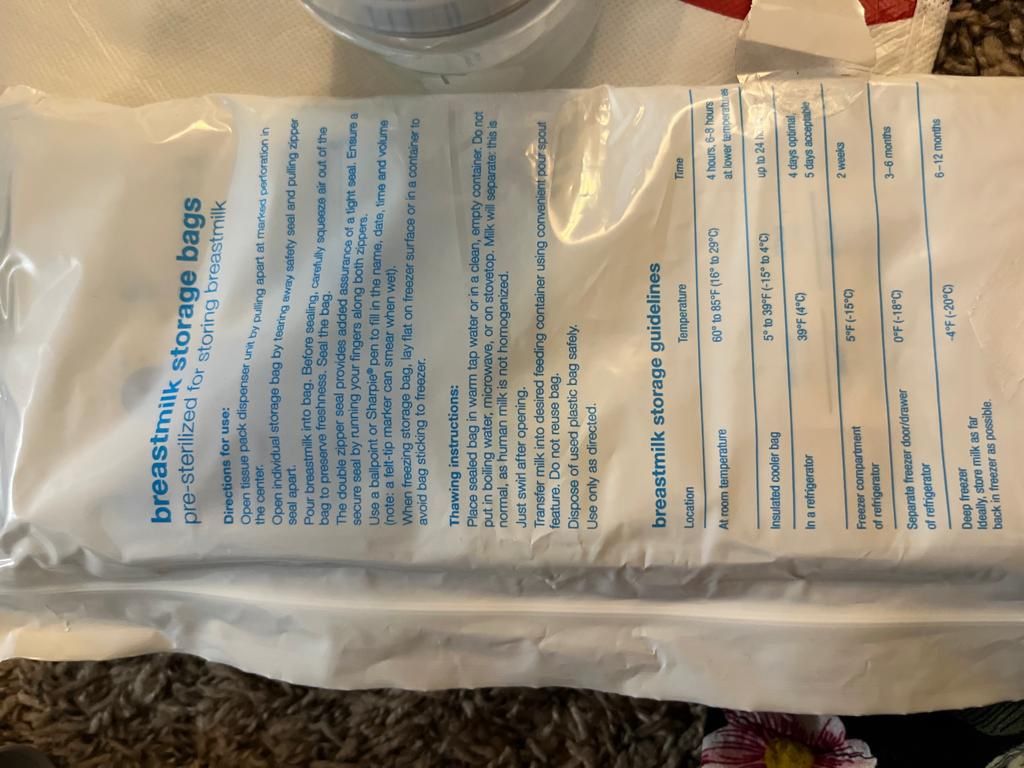 breastmilk storage bags
pre-sterilized for storing breastmilk
Directions for use:
Open tissue pack dispenser unit by pulling apart at marked perforation in
the center.
Open individual storage bag by tearing away safety seal and pulling zipper
seal apart.
Pour breastmilk into bag. Before sealing, carefully squeeze air out of the
bag to preserve freshness. Seal the bag.
The double zipper seal provides added assurance of a tight seal. Ensure a
secure seal by running your fingers along both zippers.
Use a ballpoint or Sharpie® pen to fill in the name, date, time and volume
(note: a felt-tip marker can smear when wet).
When freezing storage bag, lay flat on freezer surface or in a container to
avoid bag sticking to freezer.
Thawing instructions:
Place sealed bag in warm tap water or in a clean, empty container. Do not
put in boiling water, microwave, or on stovetop. Milk will separate: this is
normal, as human milk is not homogenized.
Just swirl after opening.
Transfer milk into desired feeding container using convenient pour spout
feature. Do not reuse bag.
Dispose of used plastic bag safely.
Use only as directed.
breastmilk storage guidelines
Location Temperature Time
At room temperature 60° to 85°F (16° to 29°C) 4 hours, 6-8 hours
at lower temperatures
Insulated cooler bag 5° to 39°F (-15° to 4°C) up to 24
In a refrigerator 39°F (4°C) 4 days optimal,
5 days acceptable
Freezer compartment 5°F (-15°C) 2 weeks
of refrigerator
Separate freezer door/drawer 0°F (-18°C) 3–6 months
of refrigerator
Deep freezer -4°F (-20°C) 6–12 months
Ideally, store milk as far
back in freezer as possible.